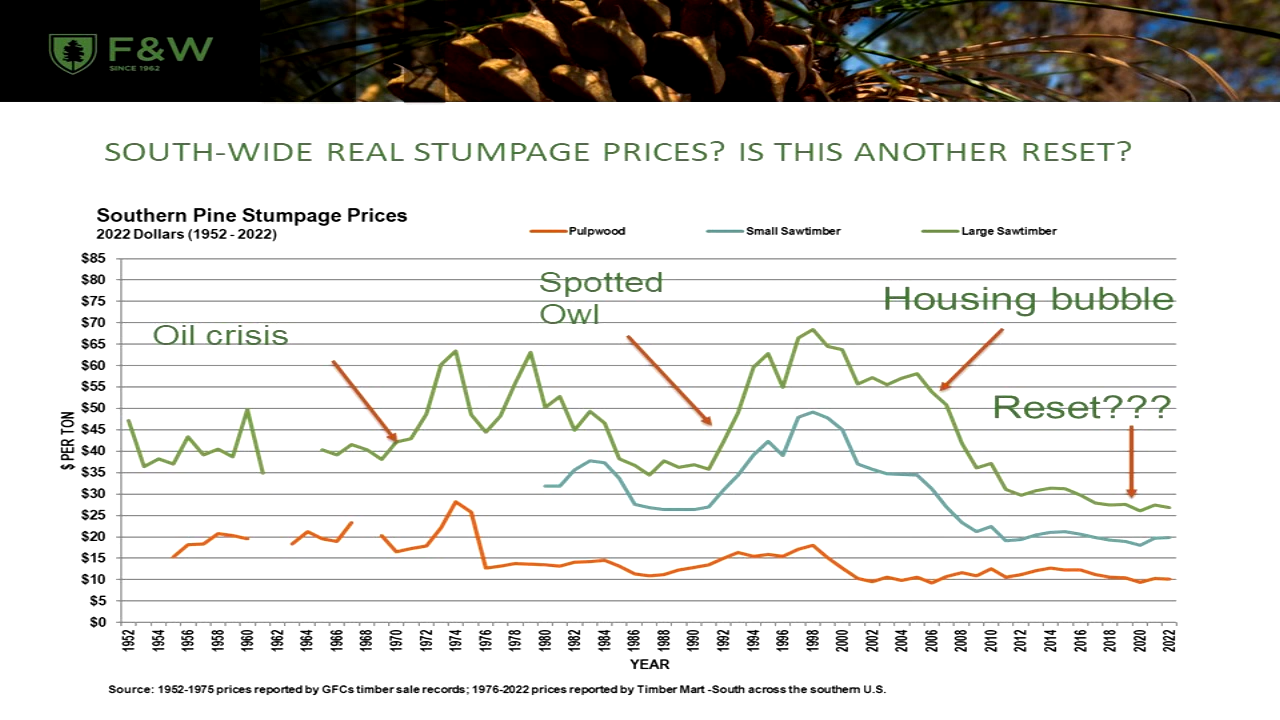 F&W
SINCE 1962
SOUTH-WIDE REAL STUMPAGE PRICES? IS THIS ANOTHER RESET?
Southern Pine Stumpage Prices
2022 Dollars (1952 - 2022)
Pulpwood Small Sawtimber Large Sawtimber
$85
$80
$75
$70
$65
$60
$55
$50
$45
$40
$35
$30
$25
$20
$15
$10
$5
$0
$ PER TON
Oil crisis
Spotted
Owl
Housing bubble
Reset???
1952 1954 1956 1958 1960 1962 1964 1966 1968 1970 1972 1974 1976 1978 1980 1982 1984 1986 1988 1990 1992 1994 1996 1998 2000 2002 2004 2006 2008 2010 2012 2014 2016 2018 2020 2022
YEAR
Source: 1952-1975 prices reported by GFCs timber sale records; 1976-2022 prices reported by Timber Mart -South across the southern U.S.